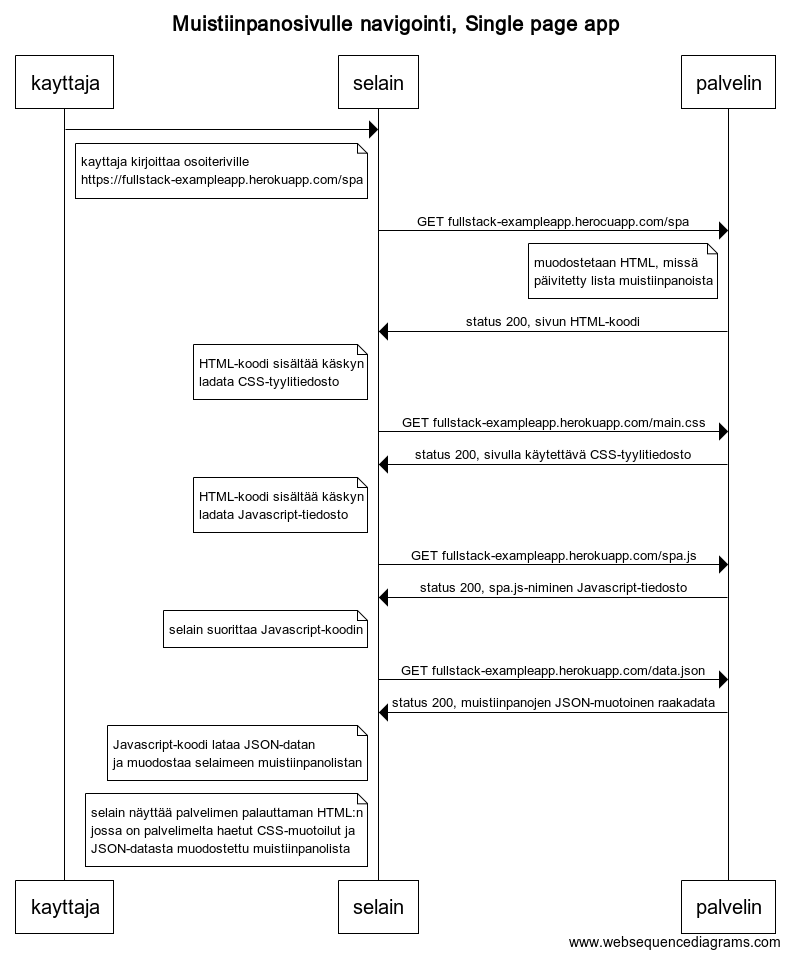 Muistiinpanosivulle navigointi, Single page app
kayttaja
selain
palvelin
kayttaja kirjoittaa osoiteriville
https://fullstack-exampleapp.herokuapp.com/spa
GET fullstack-exampleapp.herocuapp.com/spa
muodostetaan HTML, missä
päivitetty lista muistiinpanoista
status 200, sivun HTML-koodi
HTML-koodi sisältää käskyn
ladata CSS-tyylitiedosto
GET fullstack-exampleapp.herokuapp.com/main.css
status 200, sivulla käytettävä CSS-tyylitiedosto
HTML-koodi sisältää käskyn
ladata Javascript-tiedosto
GET fullstack-exampleapp.herokuapp.com/spa.js
status 200, spa.js-niminen Javascript-tiedosto
selain suorittaa Javascript-koodin
GET fullstack-exampleapp.herokuapp.com/data.json
status 200, muistiinpanojen JSON-muotoinen raakadata
Javascript-koodi lataa JSON-datan
ja muodostaa selaimeen muistiinpanolistan
selain näyttää palvelimen palauttaman HTML:n
jossa on palvelimelta haetut CSS-muotoilut ja
JSON-datasta muodostettu muistiinpanolista
kayttaja
selain
palvelin
www.websequencediagrams.com